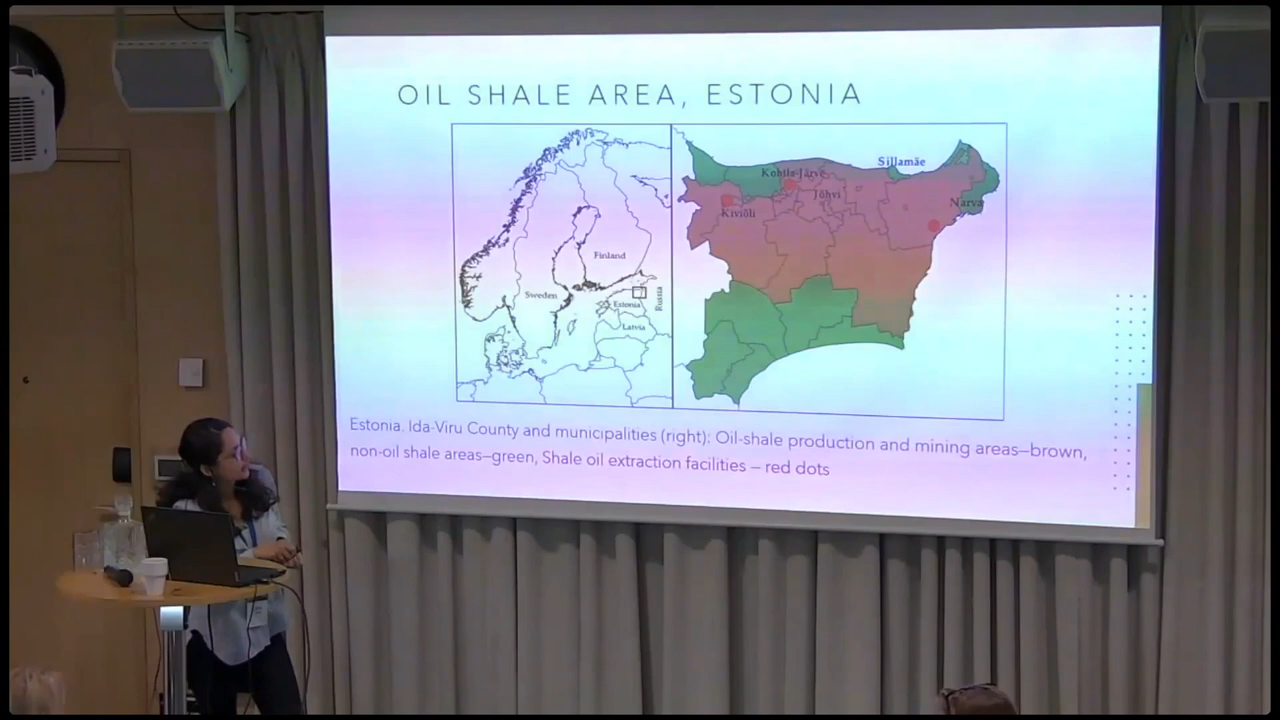 OIL SHALE AREA, ESTONIA
Finland
Sweden
Estonia
Russia
Latvia
Sillamäe
Kohtla-Järve
Jõhvi
Narva
Kiviõli
Estonia. Ida-Viru County and municipalities (right): Oil-shale production and mining areas–brown,
non-oil shale areas–green, Shale oil extraction facilities – red dots